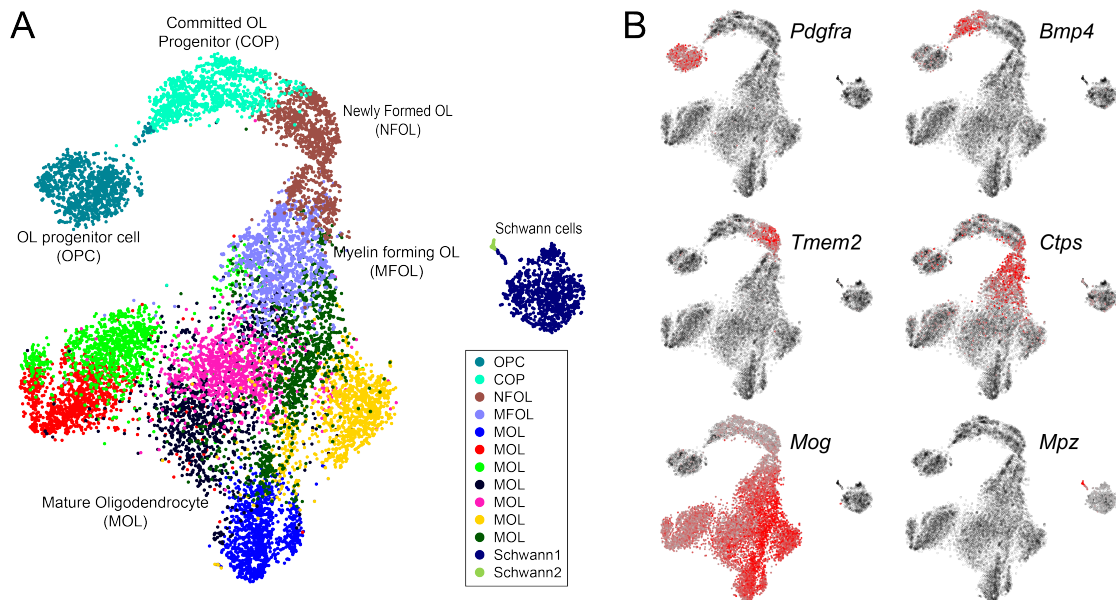 A
Committed OL
Progenitor (COP)
Newly Formed OL
(NFOL)
OL progenitor cell
(OPC)
Myelin forming OL
(MFOL)
Schwann cells
Mature Oligodendrocyte
(MOL)
OPC
COP
NFOL
MFOL
MOL
MOL
MOL
MOL
MOL
MOL
MOL
Schwann1
Schwann2
B
Pdgfra
Bmp4
Tmem2
Ctps
Mog
Mpz